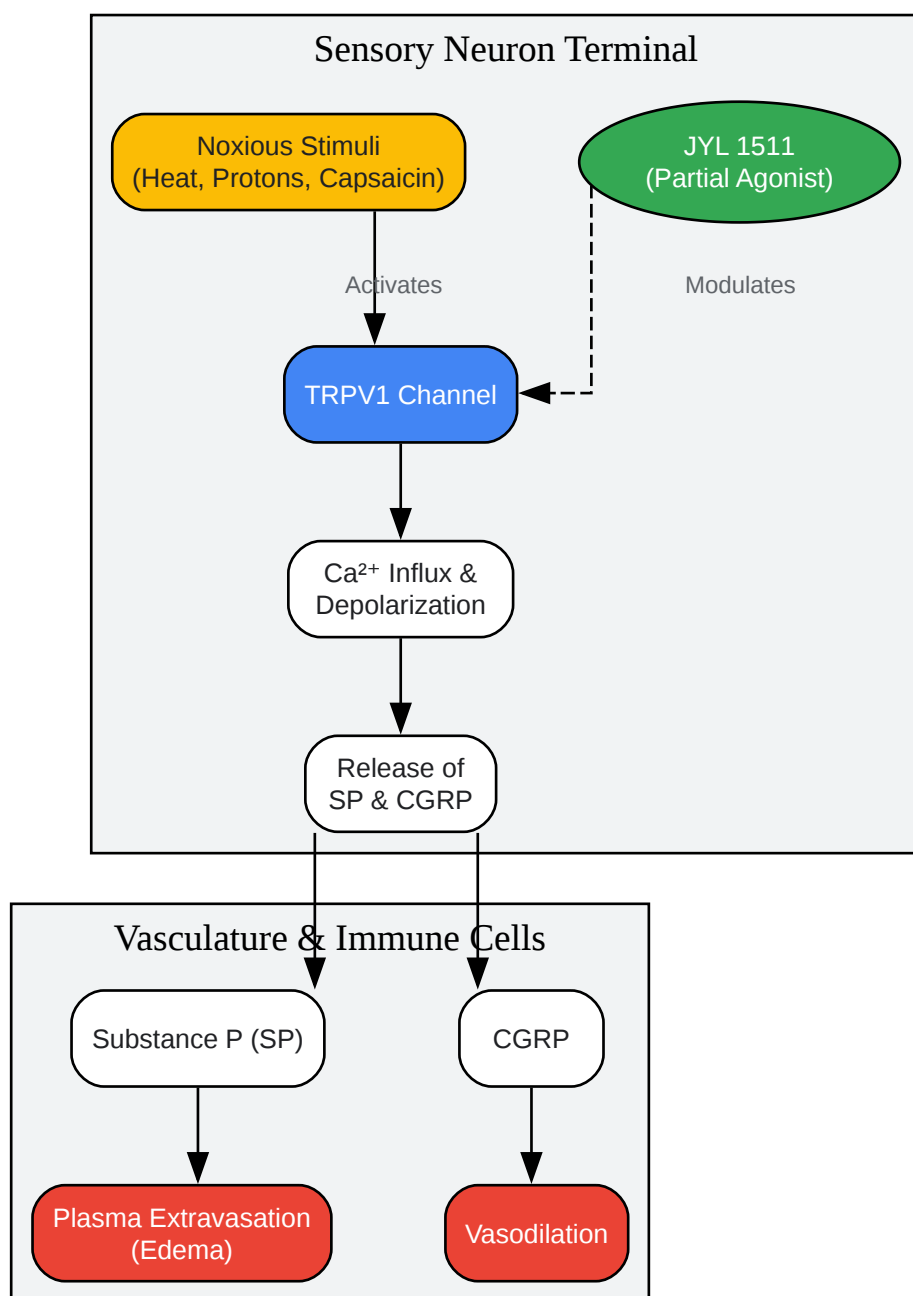 Sensory Neuron Terminal
Noxious Stimuli
(Heat, Protons, Capsaicin)
JYL 1511
(Partial Agonist)
Activates
Modulates
TRPV1 Channel
Ca²⁺ Influx &
Depolarization
Release of
SP & CGRP
Vasculature & Immune Cells
Substance P (SP)
CGRP
Plasma Extravasation
(Edema)
Vasodilation